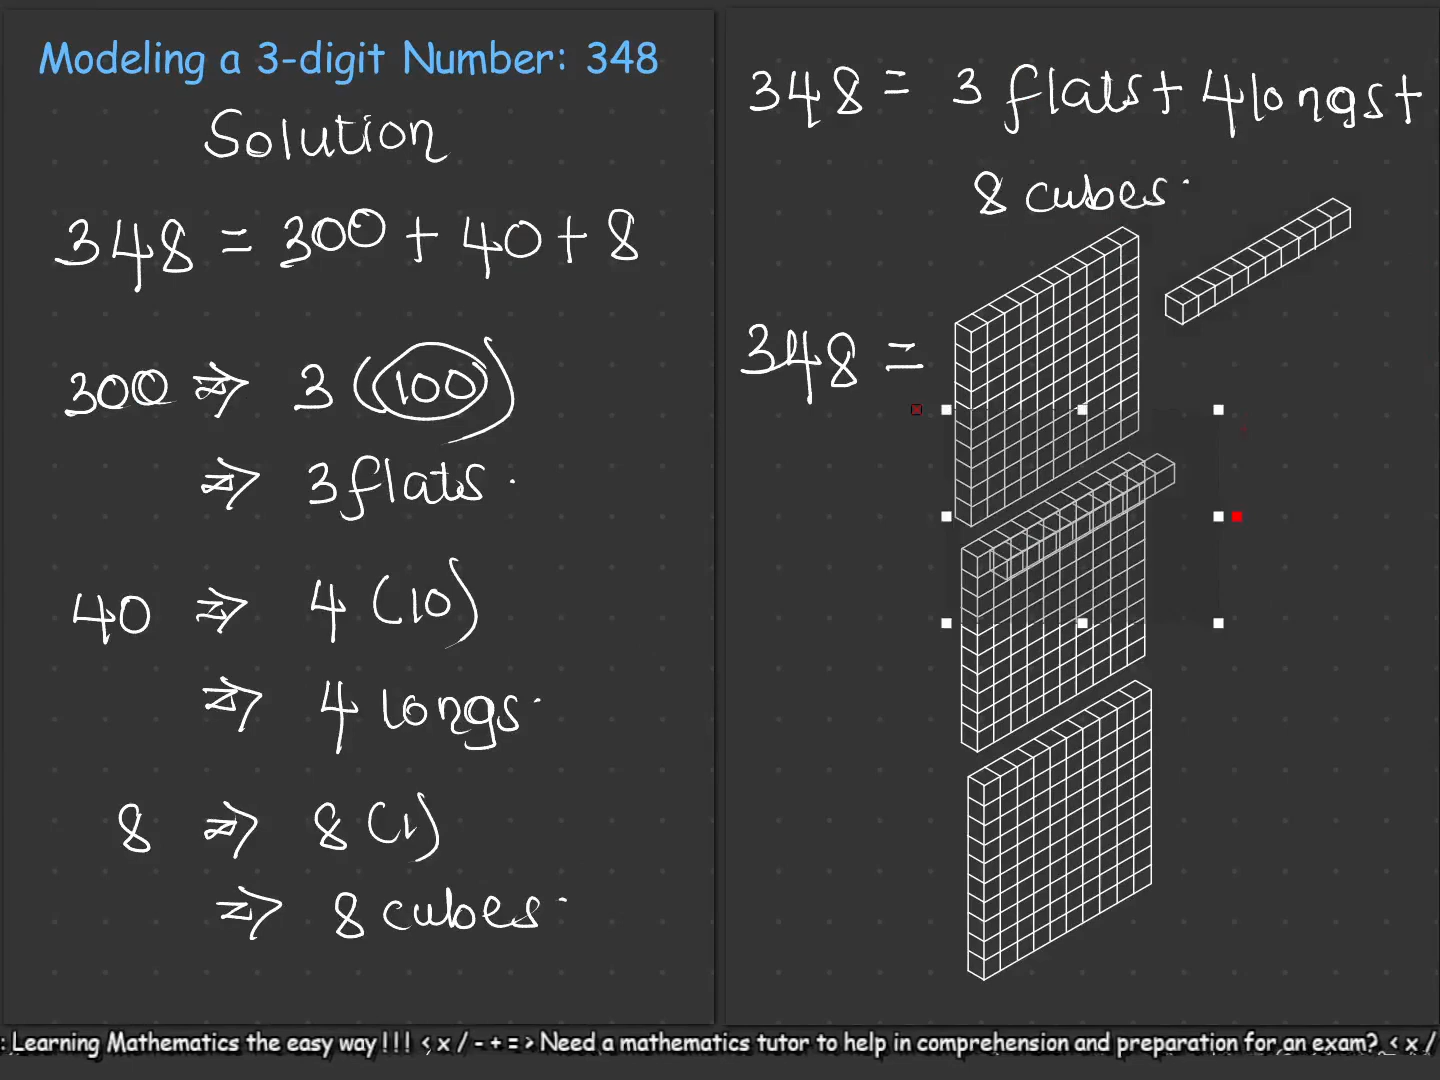 Modeling a 3-digit Number: 348
Solution
348 = 300 + 40 + 8
300 ⇒ 3 (100)
⇒ 3 flats.
40 ⇒ 4 (10)
⇒ 4 longs.
8 ⇒ 8 (1)
⇒ 8 cubes.
348 = 3 flats + 4 longs +
8 cubes.
348 =
: Learning Mathematics the easy way ! ! ! < x / - + = > Need a mathematics tutor to help in comprehension and preparation for an exam? < x /